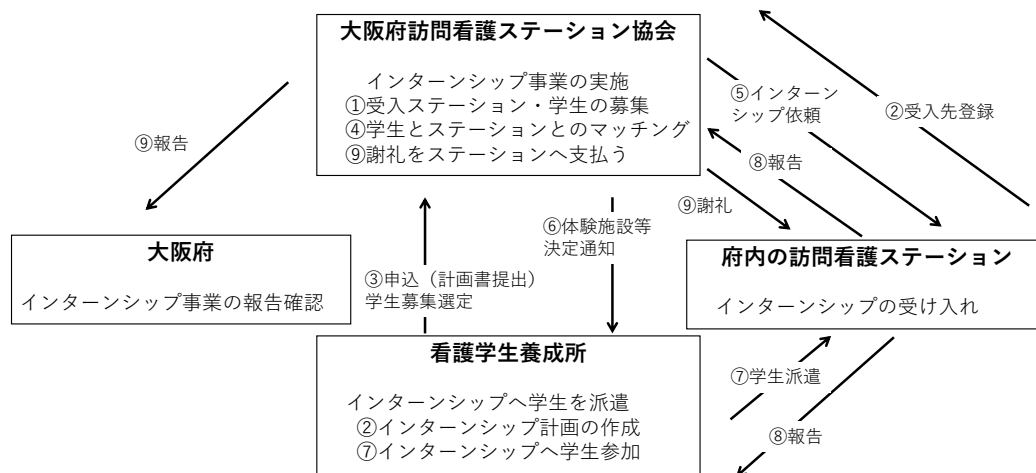 大阪府訪問看護ステーション協会
インターンシップ事業の実施
①受入ステーション・学生の募集
④学生とステーションとのマッチング
⑨謝礼をステーションへ支払う
⑤インターン
シップ依頼
②受入先登録
⑨報告
⑧報告
⑨謝礼
大阪府
インターンシップ事業の報告確認
③申込（計画書提出）
学生募集選定
⑥体験施設等
決定通知
府内の訪問看護ステーション
インターンシップの受け入れ
看護学生養成所
インターンシップへ学生を派遣
②インターンシップ計画の作成
⑦インターンシップへ学生参加
⑦学生派遣
⑧報告